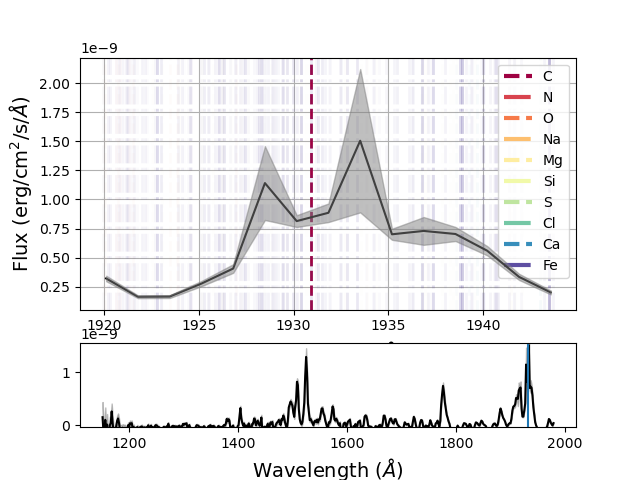 1e−9
Flux (erg/cm²/s/Å)
2.00
1.75
1.50
1.25
1.00
0.75
0.50
0.25
1920
1925
1930
1935
1940
C
N
O
Na
Mg
Si
S
Cl
Ca
Fe
1e−9
1
0
1200
1400
1600
1800
2000
Wavelength (Å)